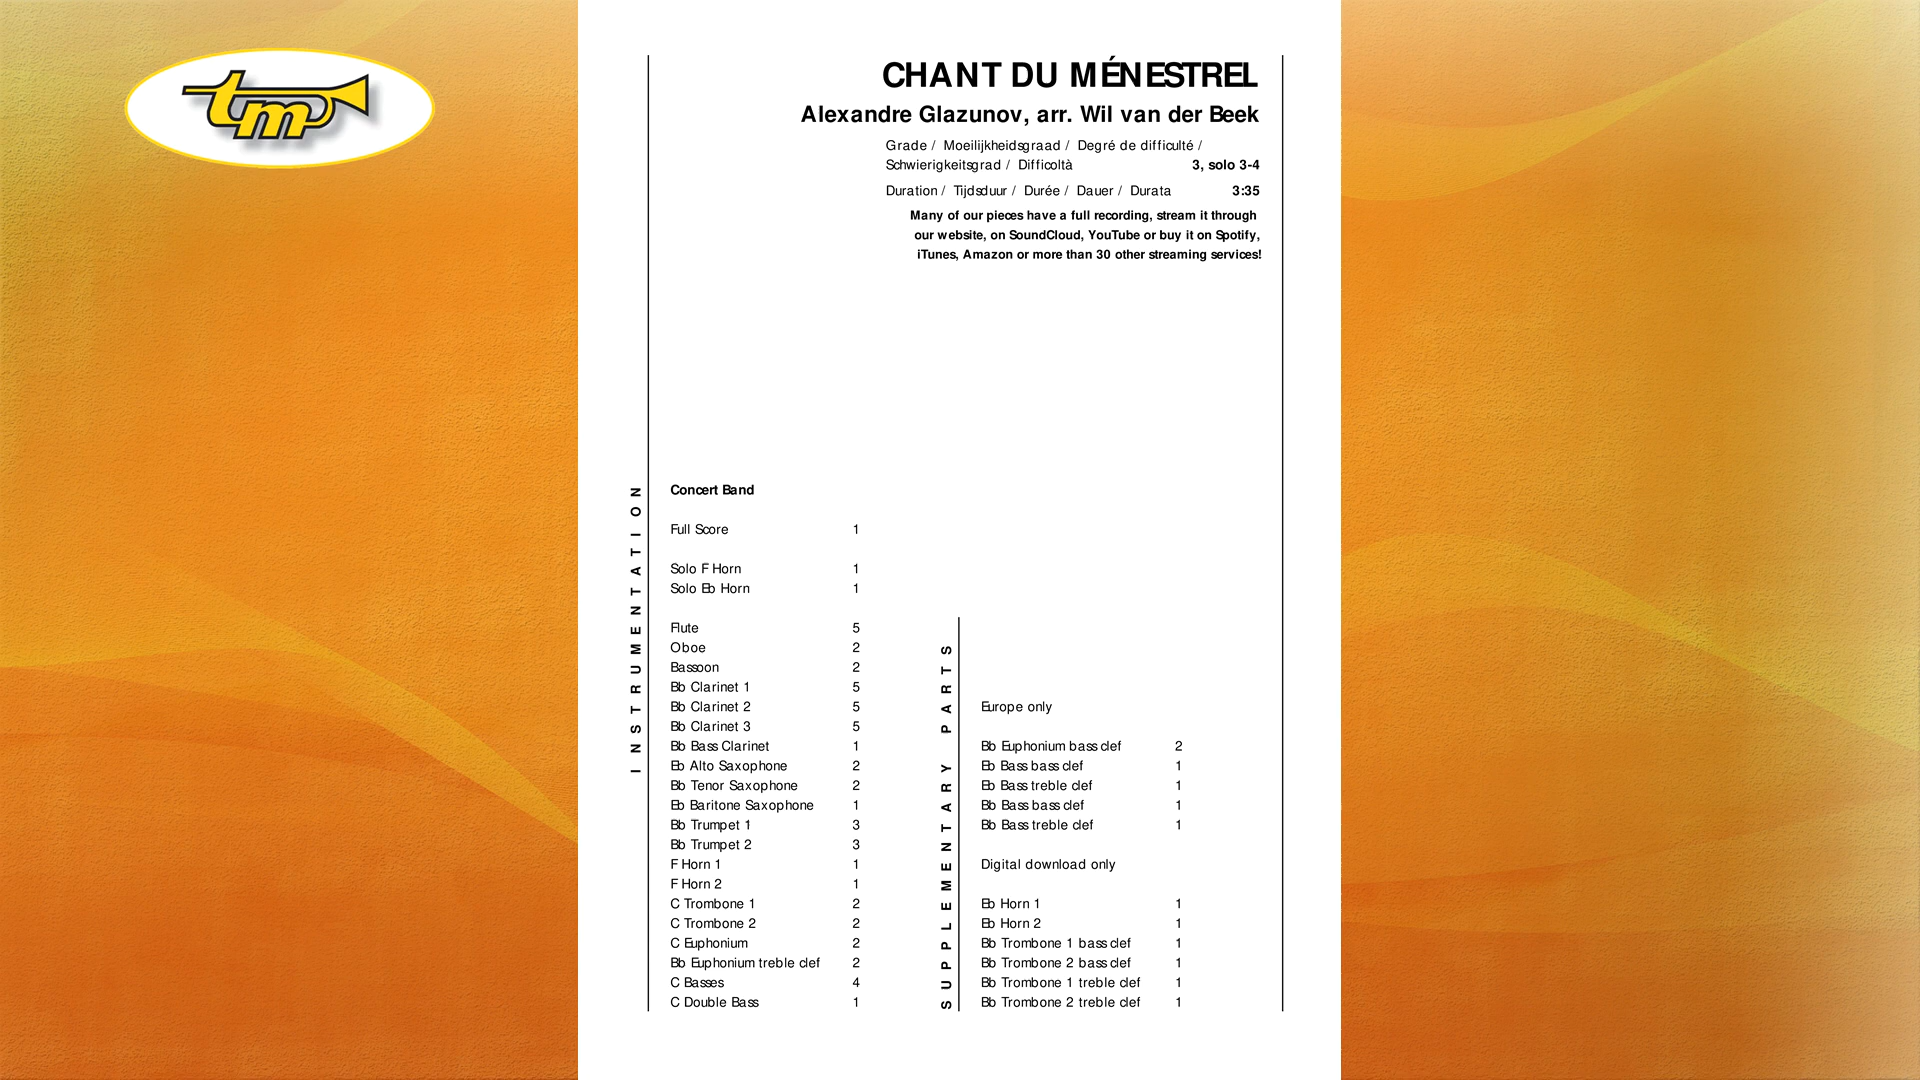 tm
CHANT DU MÉNESTREL
Alexandre Glazunov, arr. Wil van der Beek
Grade / Moeilijkheidsgraad / Degré de difficulté /
Schwierigkeitsgrad / Difficoltà 3, solo 3-4
Duration / Tijdsduur / Durée / Dauer / Durata 3:35
Many of our pieces have a full recording, stream it through
our website, on SoundCloud, YouTube or buy it on Spotify,
iTunes, Amazon or more than 30 other streaming services!
INSTRUMENTATION
Concert Band
Full Score 1
Solo F Horn 1
Solo Eb Horn 1
Flute 5
Oboe 2
Bassoon 2
Bb Clarinet 1 5
Bb Clarinet 2 5
Bb Clarinet 3 5
Bb Bass Clarinet 1
Eb Alto Saxophone 2
Bb Tenor Saxophone 2
Eb Baritone Saxophone 1
Bb Trumpet 1 3
Bb Trumpet 2 3
F Horn 1 1
F Horn 2 1
C Trombone 1 2
C Trombone 2 2
C Euphonium 2
Bb Euphonium treble clef 2
C Basses 4
C Double Bass 1
SUPPLEMENTARY PARTS
Europe only
Bb Euphonium bass clef 2
Eb Bass bass clef 1
Eb Bass treble clef 1
Bb Bass bass clef 1
Bb Bass treble clef 1
Digital download only
Eb Horn 1 1
Eb Horn 2 1
Bb Trombone 1 bass clef 1
Bb Trombone 2 bass clef 1
Bb Trombone 1 treble clef 1
Bb Trombone 2 treble clef 1